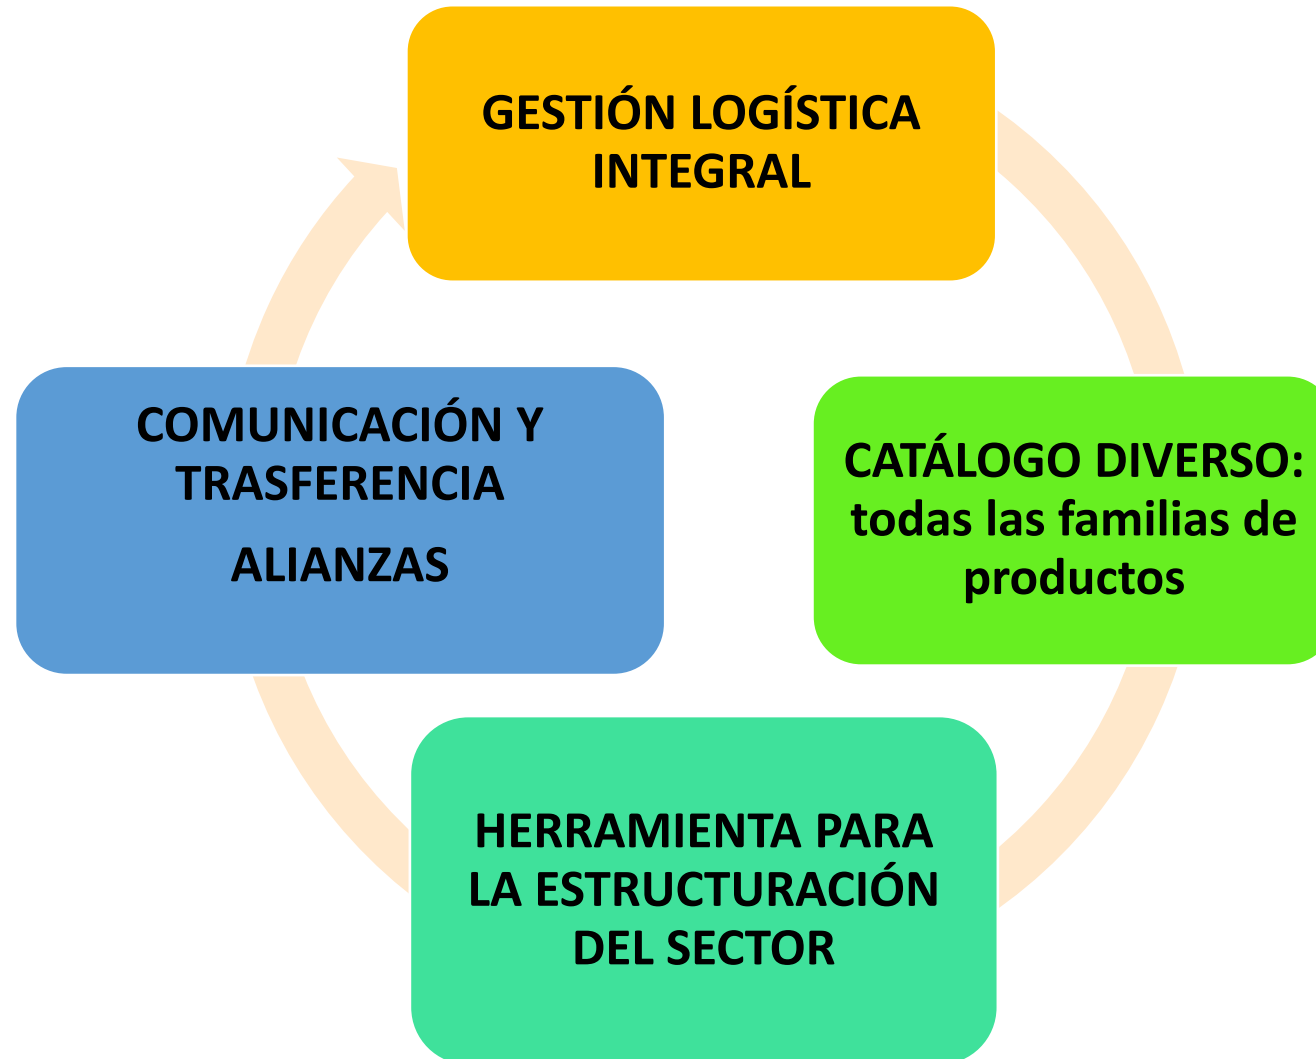 GESTIÓN LOGÍSTICA
INTEGRAL
COMUNICACIÓN Y
TRASFERENCIA
ALIANZAS
CATÁLOGO DIVERSO:
todas las familias de
productos
HERRAMIENTA PARA
LA ESTRUCTURACIÓN
DEL SECTOR